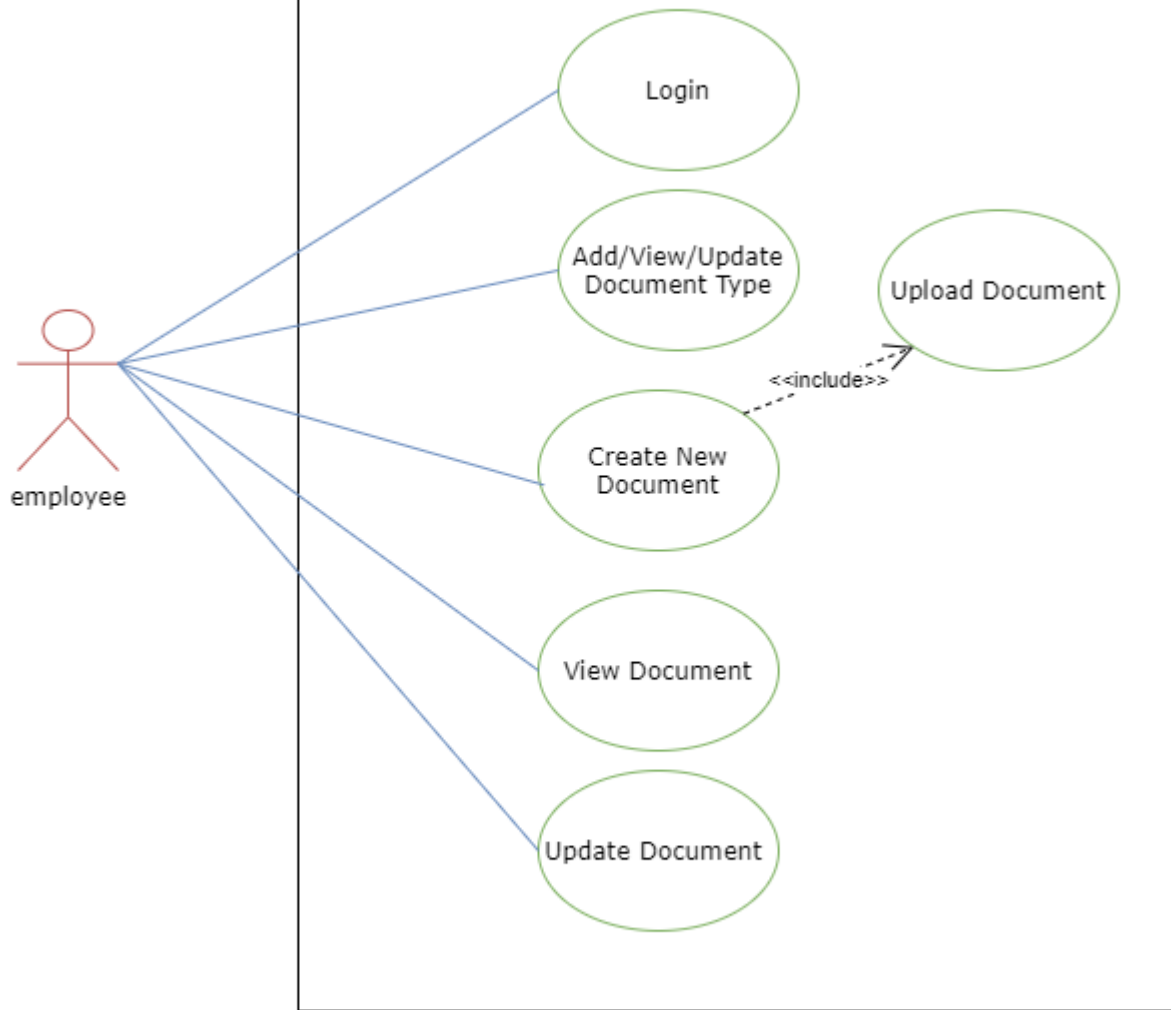 Login
Add/View/Update
Document Type
Upload Document
<<include>>
Create New
Document
employee
View Document
Update Document